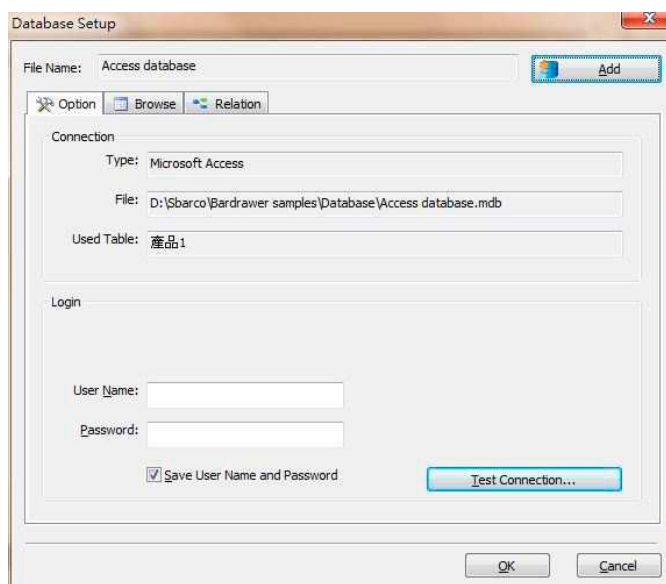 Database Setup
File Name: Access database Add
Option Browse Relation
Connection
Type: Microsoft Access
File: D:\Sbarco\Bardrawer samples\Database\Access database.mdb
Used Table: 產品1
Login
User Name:
Password:
Save User Name and Password Test Connection...
OK Cancel